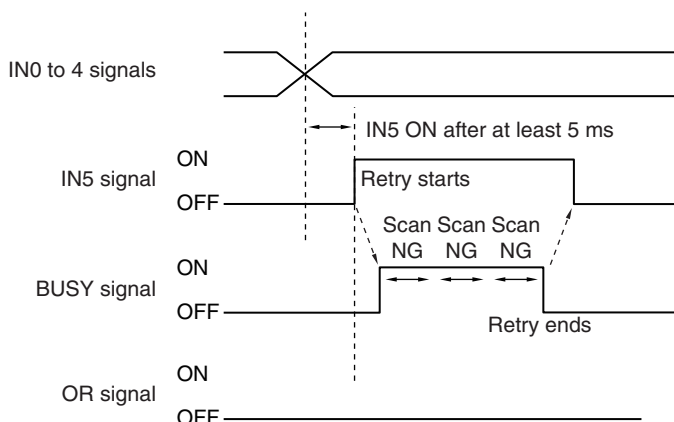 IN0 to 4 signals
IN5 ON after at least 5 ms
ON
IN5 signal
Retry starts
OFF
Scan Scan Scan
NG NG NG
ON
BUSY signal
OFF
Retry ends
ON
OR signal
OFF